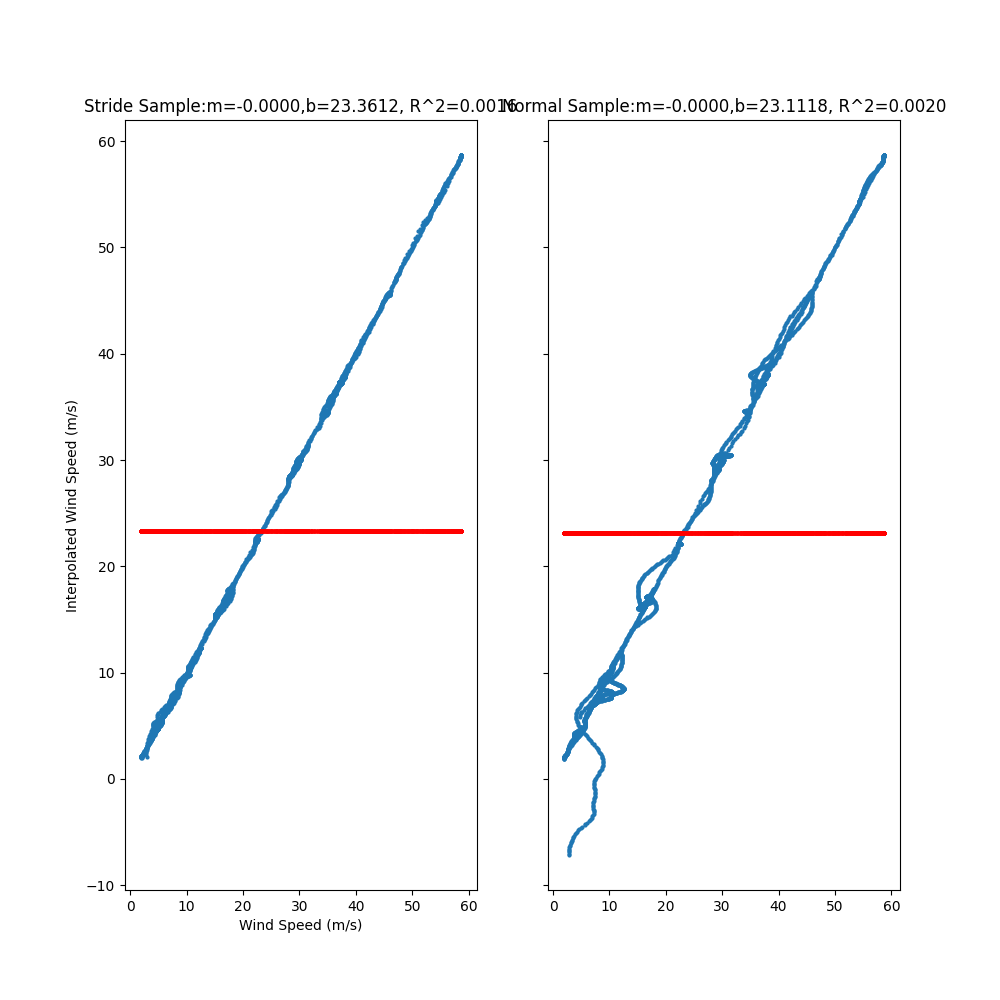 Stride Sample:m=-0.0000,b=23.3612, R^2=0.0016
Normal Sample:m=-0.0000,b=23.1118, R^2=0.0020
60
50
40
30
20
10
0
−10
Interpolated Wind Speed (m/s)
0 10 20 30 40 50 60
0 10 20 30 40 50 60
Wind Speed (m/s)